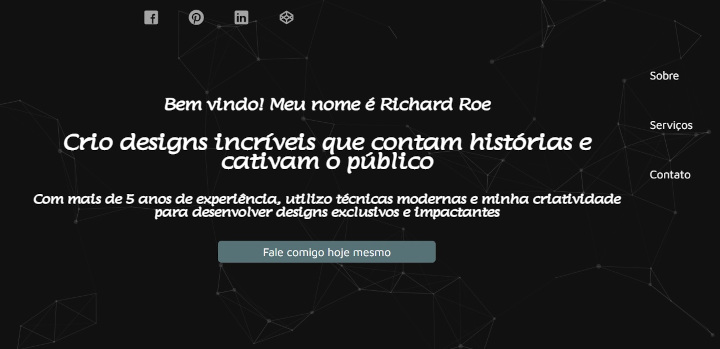 Bem vindo! Meu nome é Richard Roe
Crio designs incríveis que contam histórias e
cativam o público
Com mais de 5 anos de experiência, utilizo técnicas modernas e minha criatividade
para desenvolver designs exclusivos e impactantes
Fale comigo hoje mesmo
Sobre
Serviços
Contato